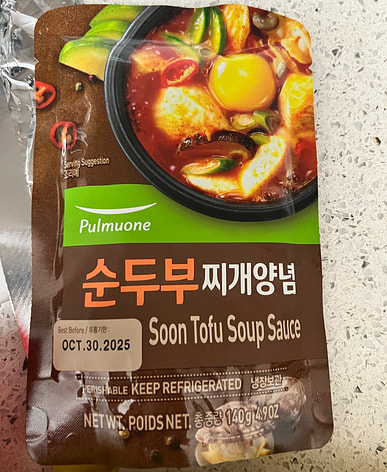 Serving Suggestion
조리예
Pulmuone
순두부찌개양념
Best Before / 유통기한 :
OCT.30.2025
Soon Tofu Soup Sauce
PERISHABLE KEEP REFRIGERATED 냉장보관
NET WT. POIDS NET. 총중량 140g 4.9OZ